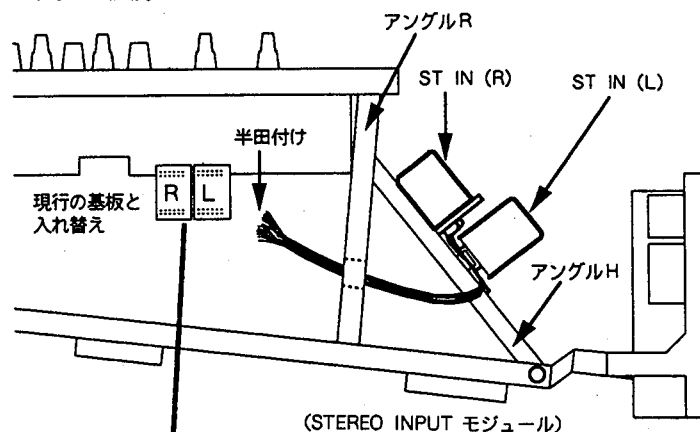 アングルR
ST IN (R)
ST IN (L)
半田付け
R L
現行の基板と
入れ替え
アングルH
(STEREO INPUT モジュール)